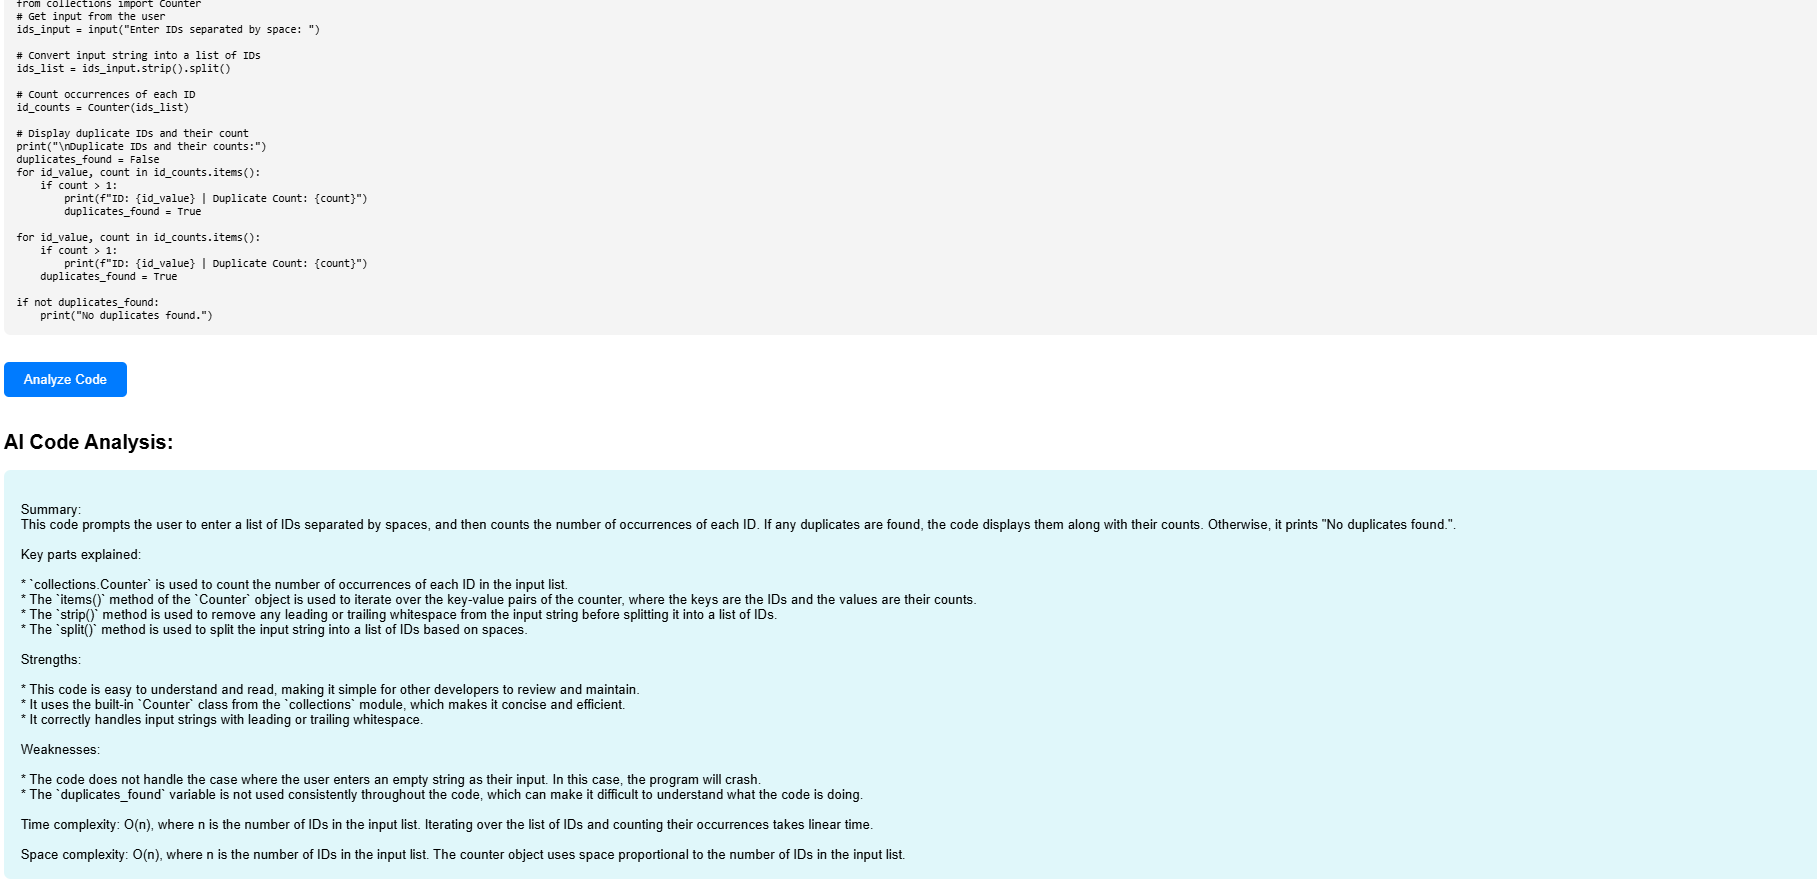 from collections import Counter
# Get input from the user
ids_input = input("Enter IDs separated by space: ")
# Convert input string into a list of IDs
ids_list = ids_input.strip().split()
# Count occurrences of each ID
id_counts = Counter(ids_list)
# Display duplicate IDs and their count
print("\nDuplicate IDs and their counts:")
duplicates_found = False
for id_value, count in id_counts.items():
    if count > 1:
        print(f"ID: {id_value} | Duplicate Count: {count}")
        duplicates_found = True
for id_value, count in id_counts.items():
    if count > 1:
        print(f"ID: {id_value} | Duplicate Count: {count}")
    duplicates_found = True
if not duplicates_found:
    print("No duplicates found.")
Analyze Code
AI Code Analysis:
Summary:
This code prompts the user to enter a list of IDs separated by spaces, and then counts the number of occurrences of each ID. If any duplicates are found, the code displays them along with their counts. Otherwise, it prints "No duplicates found.".
Key parts explained:
* `collections.Counter` is used to count the number of occurrences of each ID in the input list.
* The `items()` method of the `Counter` object is used to iterate over the key-value pairs of the counter, where the keys are the IDs and the values are their counts.
* The `strip()` method is used to remove any leading or trailing whitespace from the input string before splitting it into a list of IDs.
* The `split()` method is used to split the input string into a list of IDs based on spaces.
Strengths:
* This code is easy to understand and read, making it simple for other developers to review and maintain.
* It uses the built-in `Counter` class from the `collections` module, which makes it concise and efficient.
* It correctly handles input strings with leading or trailing whitespace.
Weaknesses:
* The code does not handle the case where the user enters an empty string as their input. In this case, the program will crash.
* The `duplicates_found` variable is not used consistently throughout the code, which can make it difficult to understand what the code is doing.
Time complexity: O(n), where n is the number of IDs in the input list. Iterating over the list of IDs and counting their occurrences takes linear time.
Space complexity: O(n), where n is the number of IDs in the input list. The counter object uses space proportional to the number of IDs in the input list.